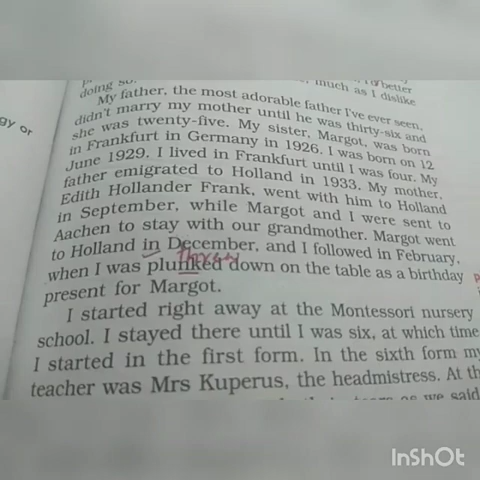 much as I dislike
doing so.
My father, the most adorable father I've ever seen,
didn't marry my mother until he was thirty-six and
she was twenty-five. My sister, Margot, was born
in Frankfurt in Germany in 1926. I was born on 12
June 1929. I lived in Frankfurt until I was four. My
father emigrated to Holland in 1933. My mother,
Edith Hollander Frank, went with him to Holland
in September, while Margot and I were sent to
Aachen to stay with our grandmother. Margot went
to Holland in December, and I followed in February,
when I was plunked down on the table as a birthday
present for Margot.
I started right away at the Montessori nursery
school. I stayed there until I was six, at which time
I started in the first form. In the sixth form my
teacher was Mrs Kuperus, the headmistress. At th
gy or
InShOt